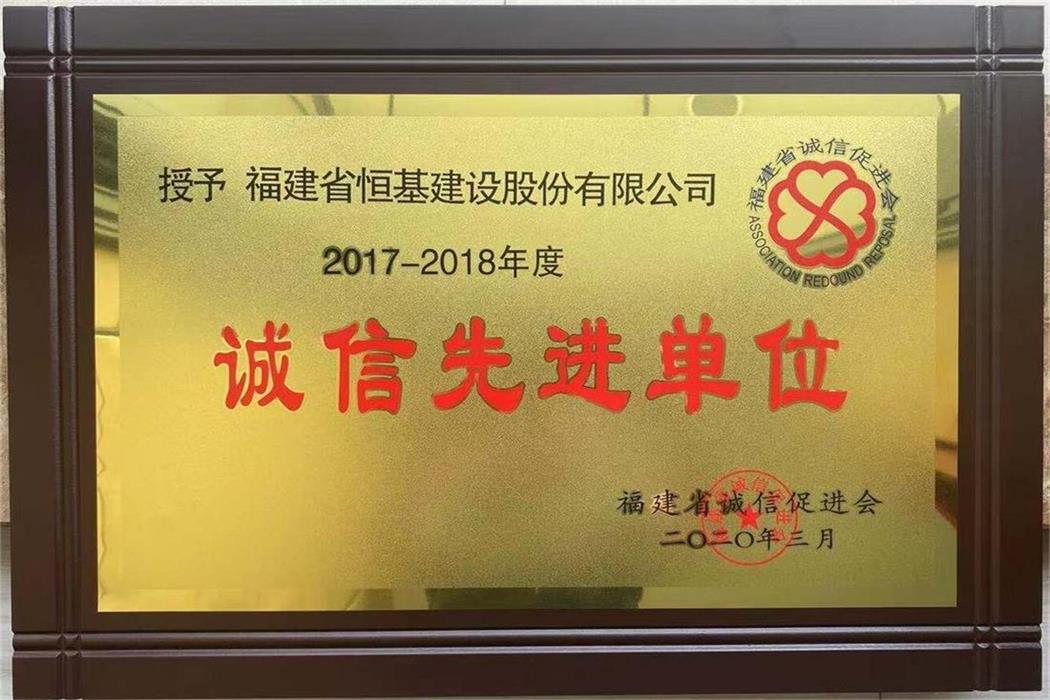 授予 福建省恒基建设股份有限公司
福建省诚信促进会
ASSOCIATION REDOUND REPOSAL
2017-2018年度
诚信先进单位
福建省诚信促进会
二〇二〇年三月